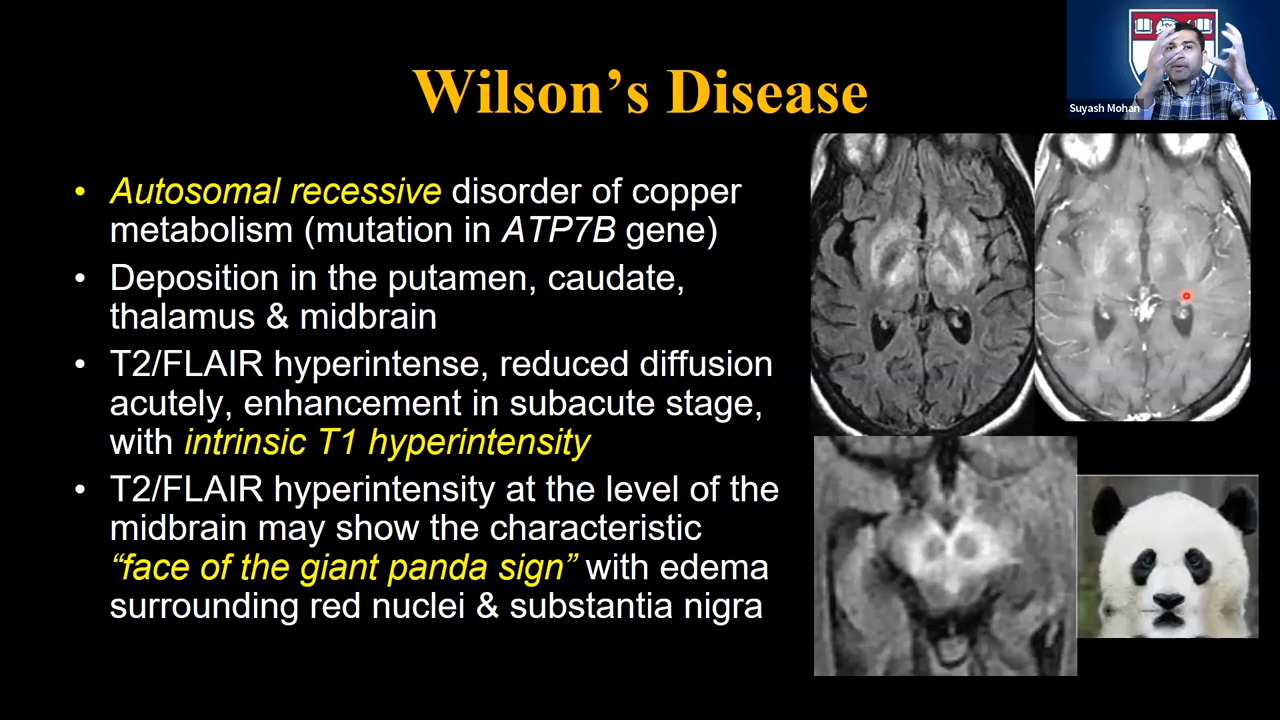 Suyash Mohan
Wilson’s Disease
• Autosomal recessive disorder of copper
metabolism (mutation in ATP7B gene)
• Deposition in the putamen, caudate,
thalamus & midbrain
• T2/FLAIR hyperintense, reduced diffusion
acutely, enhancement in subacute stage,
with intrinsic T1 hyperintensity
• T2/FLAIR hyperintensity at the level of the
midbrain may show the characteristic
“face of the giant panda sign” with edema
surrounding red nuclei & substantia nigra